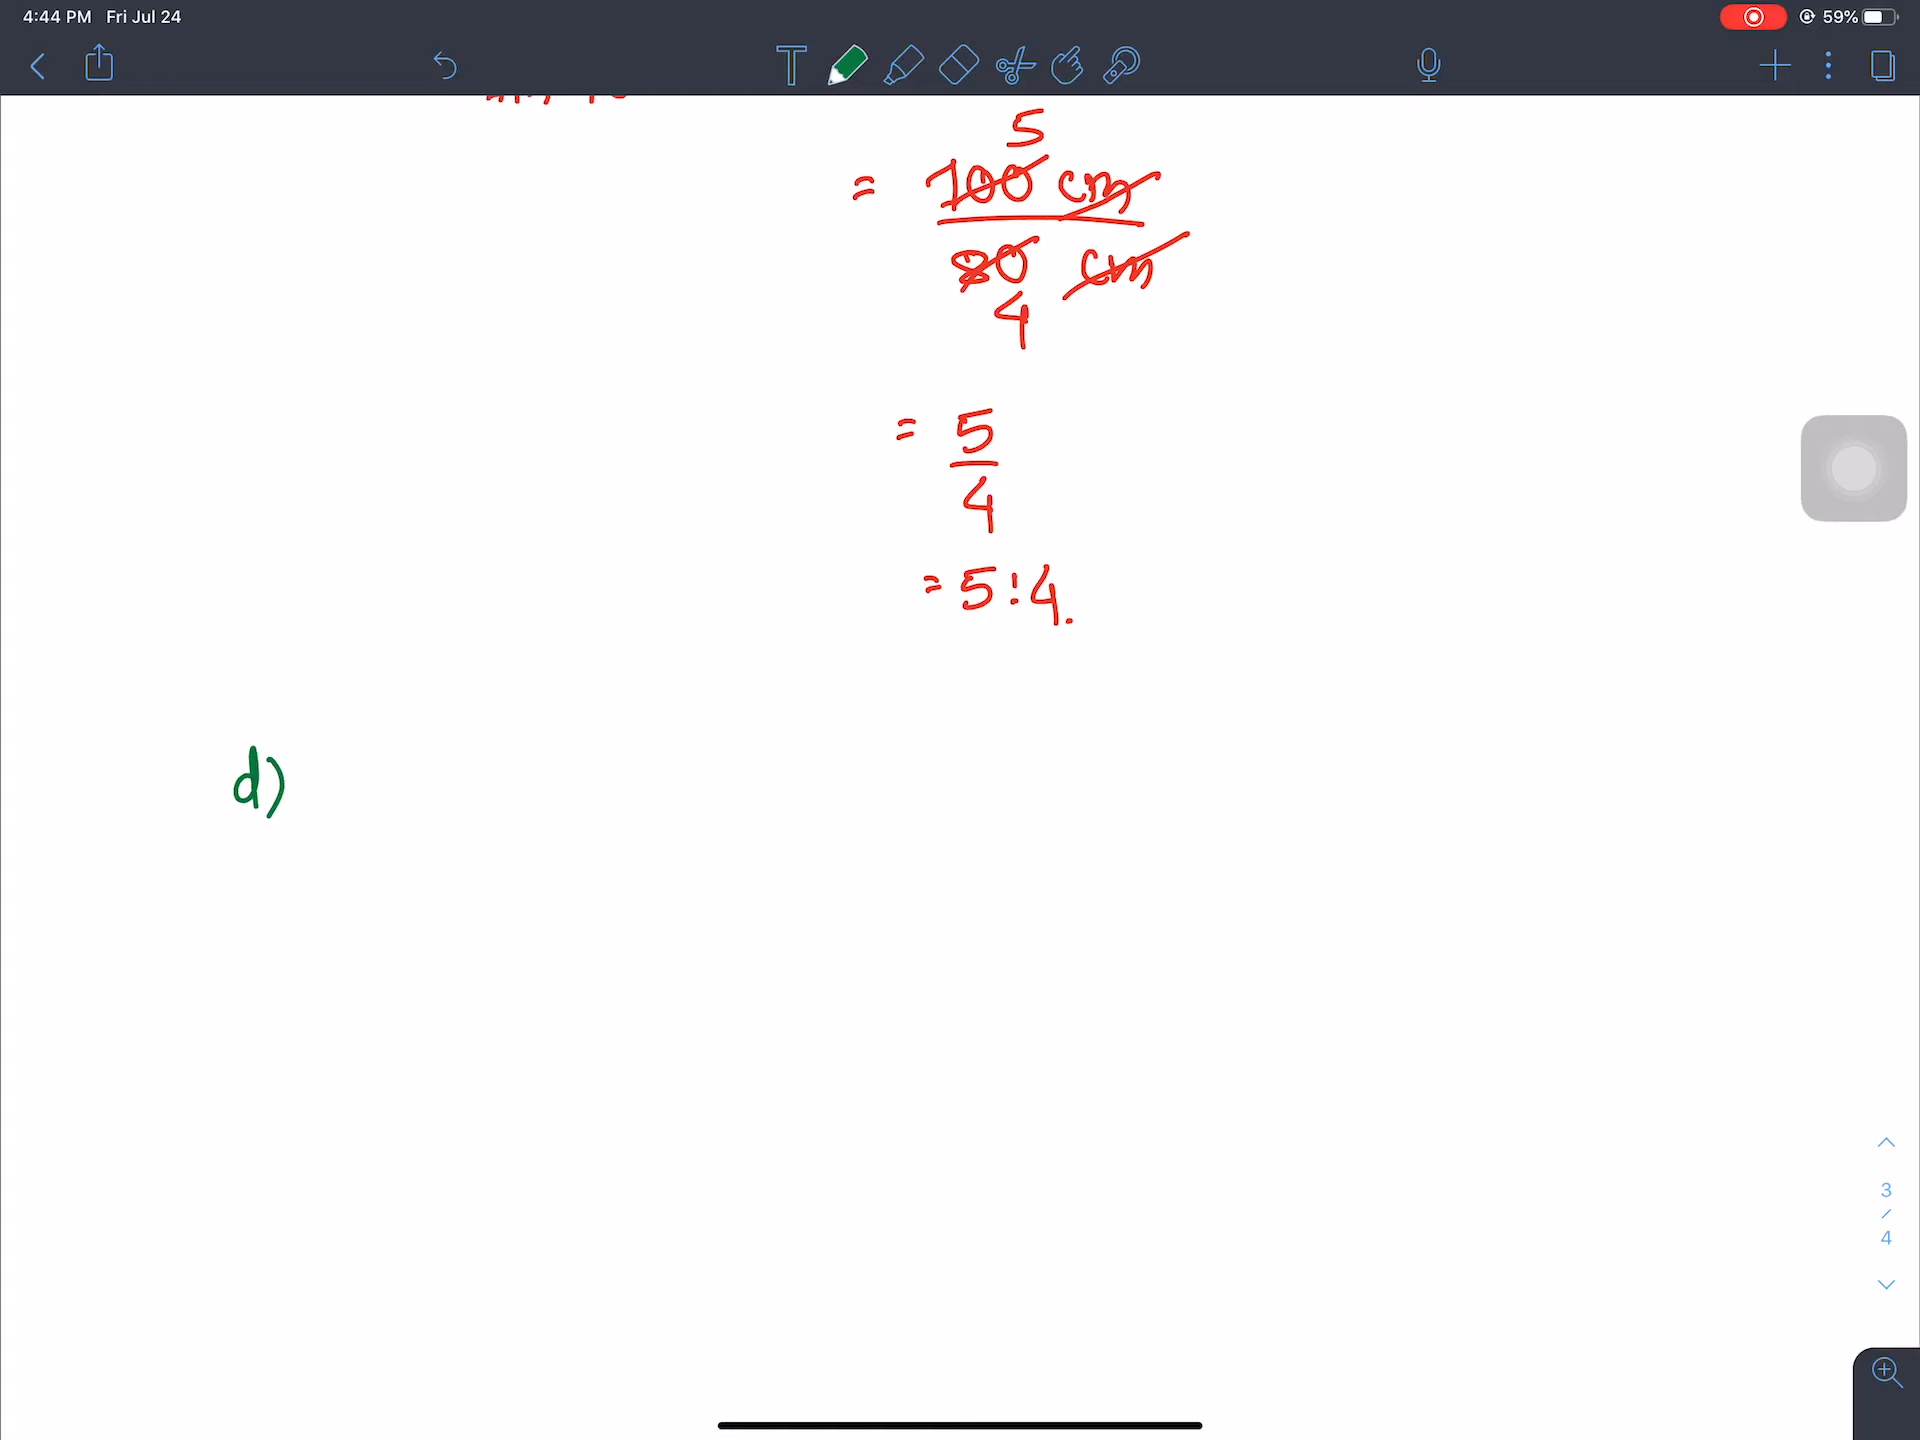 4:44 PM Fri Jul 24
59%
T
5
= 100 cm
80 cm
4
= 5
4
= 5:4.
d)
3
/
4